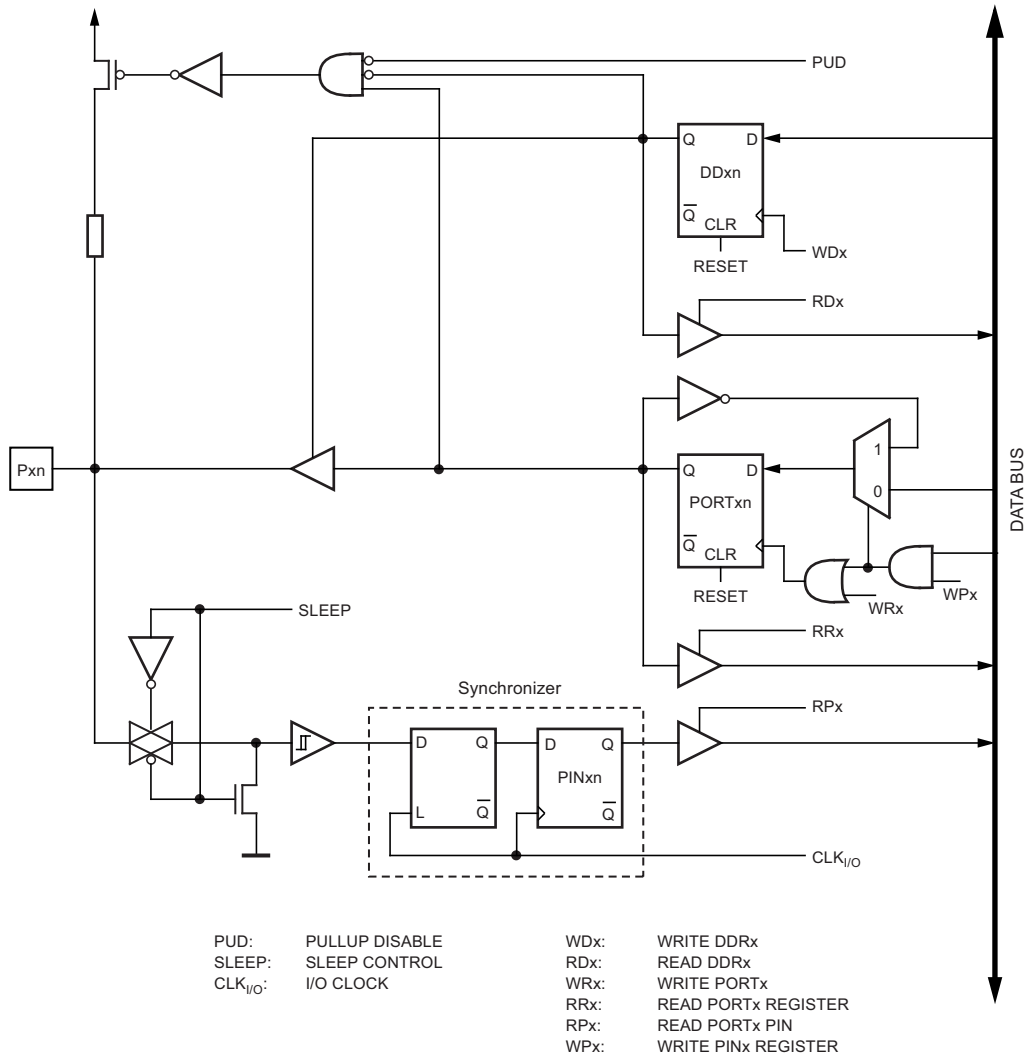 PUD
Q D
DDxn
Q
CLR
RESET
WDx
RDx
Pxn
1
0
Q D
PORTxn
Q
CLR
RESET
WRx
WPx
DATA BUS
SLEEP
RRx
Synchronizer
RPx
D Q
L Q
D Q
PINxn
Q
CLKI/O
PUD: PULLUP DISABLE
SLEEP: SLEEP CONTROL
CLKI/O: I/O CLOCK
WDx: WRITE DDRx
RDx: READ DDRx
WRx: WRITE PORTx
RRx: READ PORTx REGISTER
RPx: READ PORTx PIN
WPx: WRITE PINx REGISTER